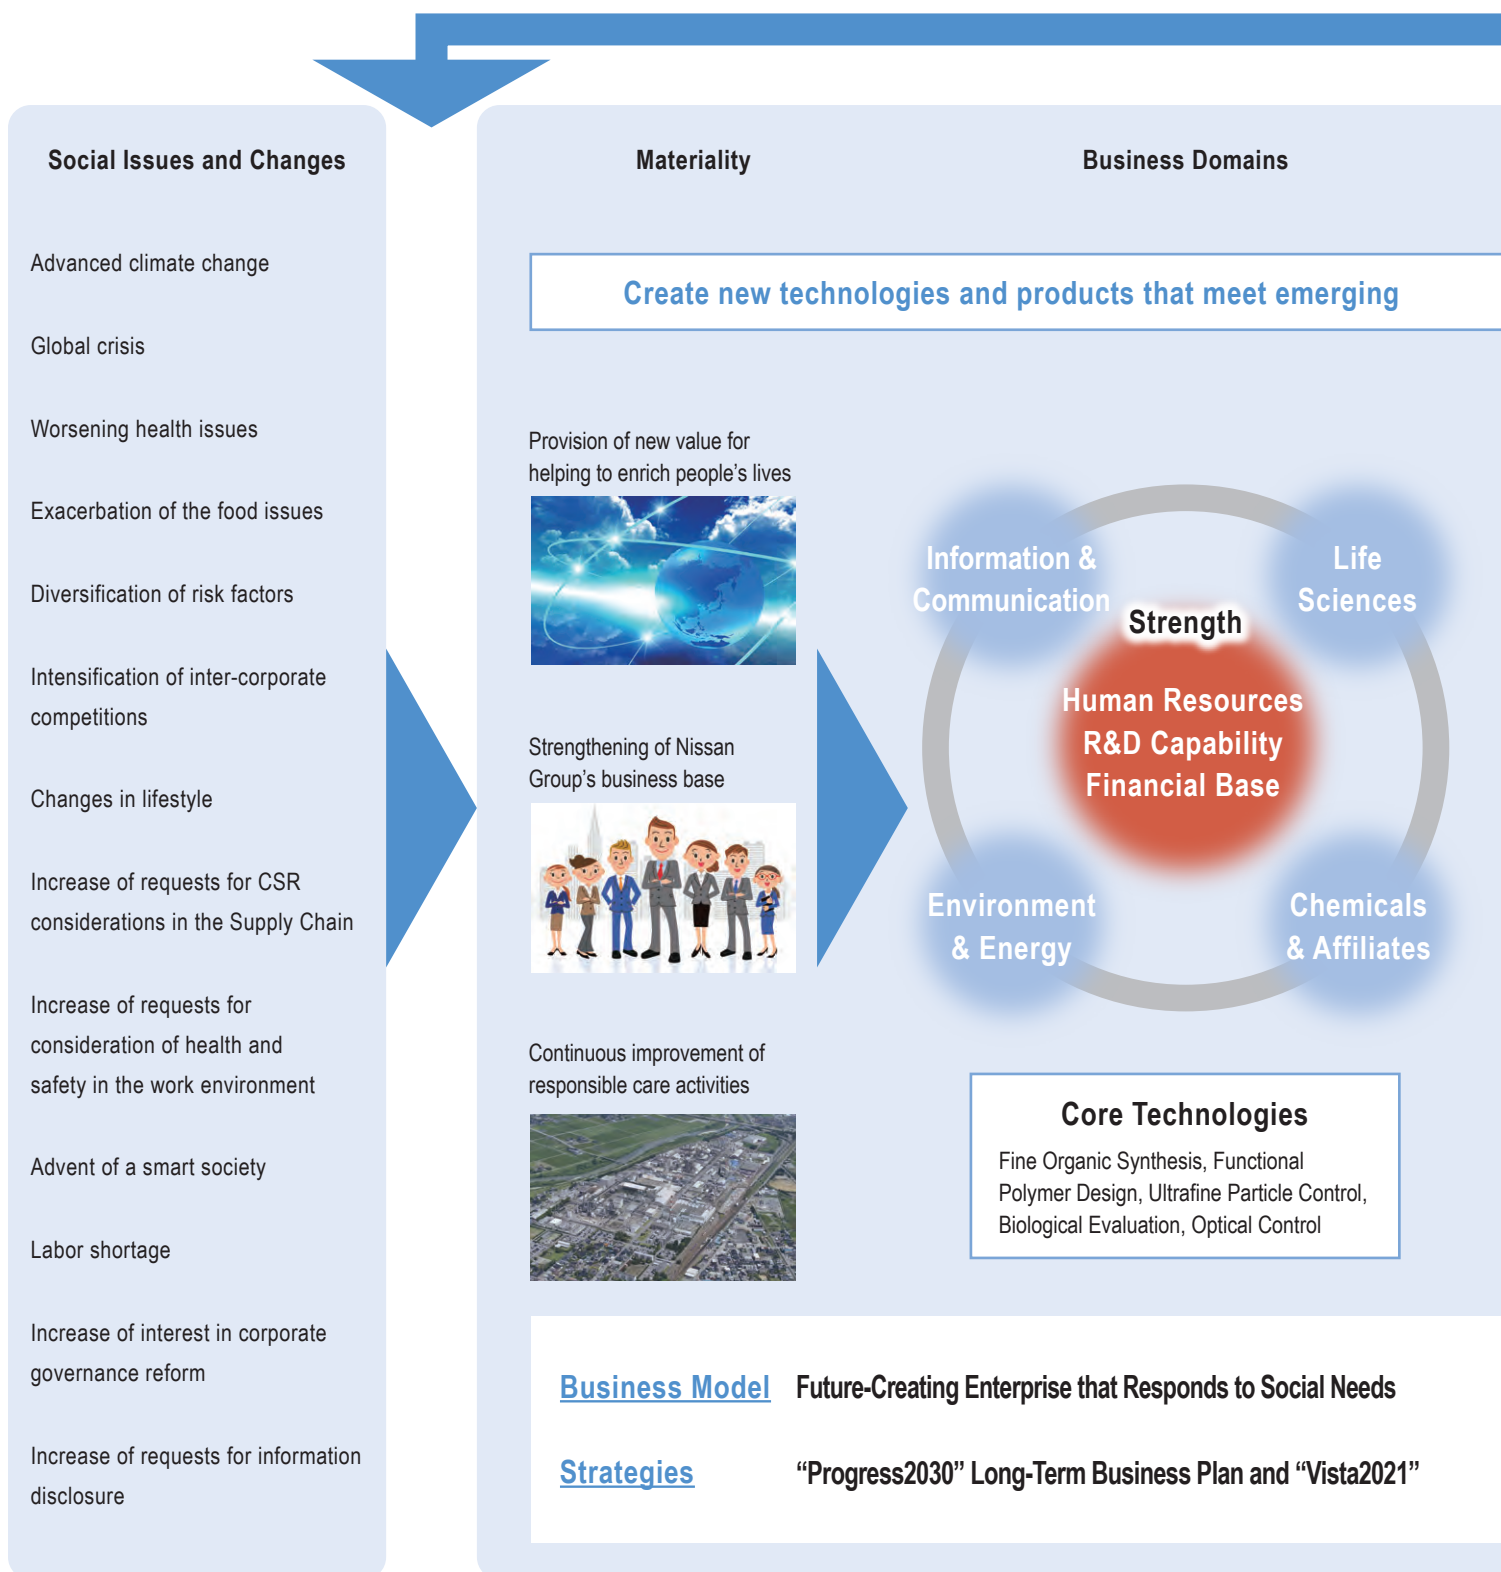 Social Issues and Changes
Advanced climate change
Global crisis
Worsening health issues
Exacerbation of the food issues
Diversification of risk factors
Intensification of inter-corporate
competitions
Changes in lifestyle
Increase of requests for CSR
considerations in the Supply Chain
Increase of requests for
consideration of health and
safety in the work environment
Advent of a smart society
Labor shortage
Increase of interest in corporate
governance reform
Increase of requests for information
disclosure
Materiality
Business Domains
Create new technologies and products that meet emerging
Provision of new value for
helping to enrich people’s lives
Strengthening of Nissan
Group’s business base
Continuous improvement of
responsible care activities
Information &
Communication
Life
Sciences
Strength
Human Resources
R&D Capability
Financial Base
Environment
& Energy
Chemicals
& Affiliates
Core Technologies
Fine Organic Synthesis, Functional
Polymer Design, Ultrafine Particle Control,
Biological Evaluation, Optical Control
Business Model Future-Creating Enterprise that Responds to Social Needs
Strategies “Progress2030” Long-Term Business Plan and “Vista2021”